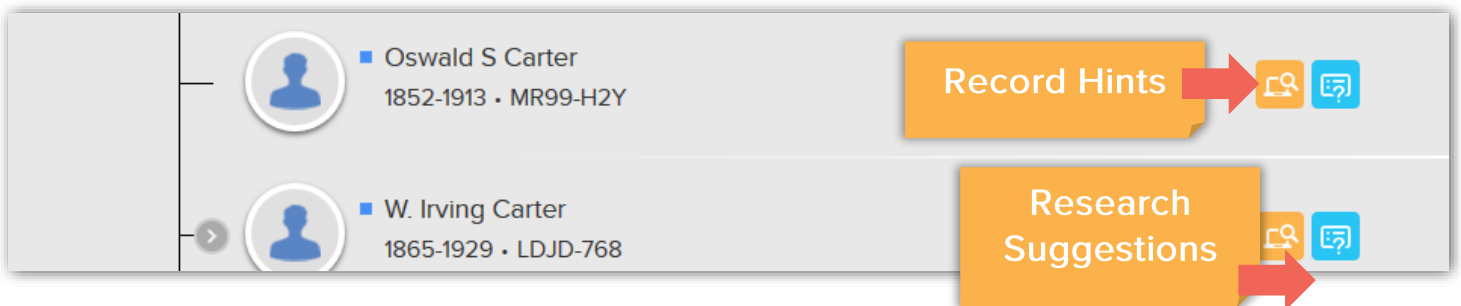 Oswald S Carter
1852-1913 • MR99-H2Y
Record Hints
W. Irving Carter
1865-1929 • LDJD-768
Research
Suggestions